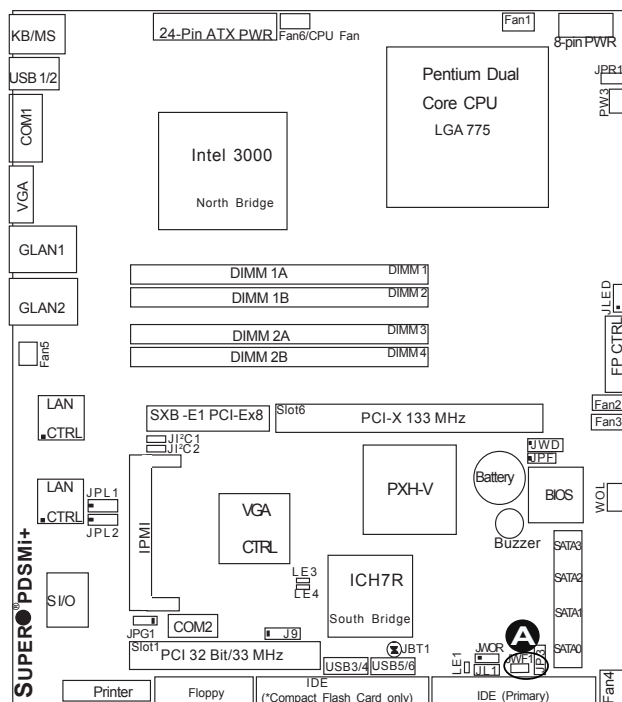 KB/MS
24-Pin ATX PWR
Fan6/CPU Fan
Fan1
8-pin PWR
USB 1/2
JPR1
PW3
COM1
Pentium Dual
Core CPU
LGA 775
Intel 3000
North Bridge
VGA
GLAN1
GLAN2
DIMM 1A
DIMM 1
DIMM 1B
DIMM 2
DIMM 2A
DIMM 3
DIMM 2B
DIMM 4
JLED
FP CTRL
Fan5
Fan2
Fan3
LAN
CTRL
SXB -E1 PCI-Ex8
Slot6
PCI-X 133 MHz
JI²C1
JI²C2
JWD
JPF
LAN
CTRL
JPL1
JPL2
IPMI
VGA
CTRL
PXH-V
Battery
BIOS
WOL
Buzzer
SATA3
SATA2
SATA1
SATA0
S I/O
LE3
LE4
ICH7R
South Bridge
SUPER® PDSMi+
JPG1
COM2
J9
A
JBT1
Slot1
PCI 32 Bit/33 MHz
USB3/4
USB5/6
LE1
JWOR
JL1
JWF1
JP3
Printer
Floppy
IDE
(*Compact Flash Card only)
IDE (Primary)
Fan4